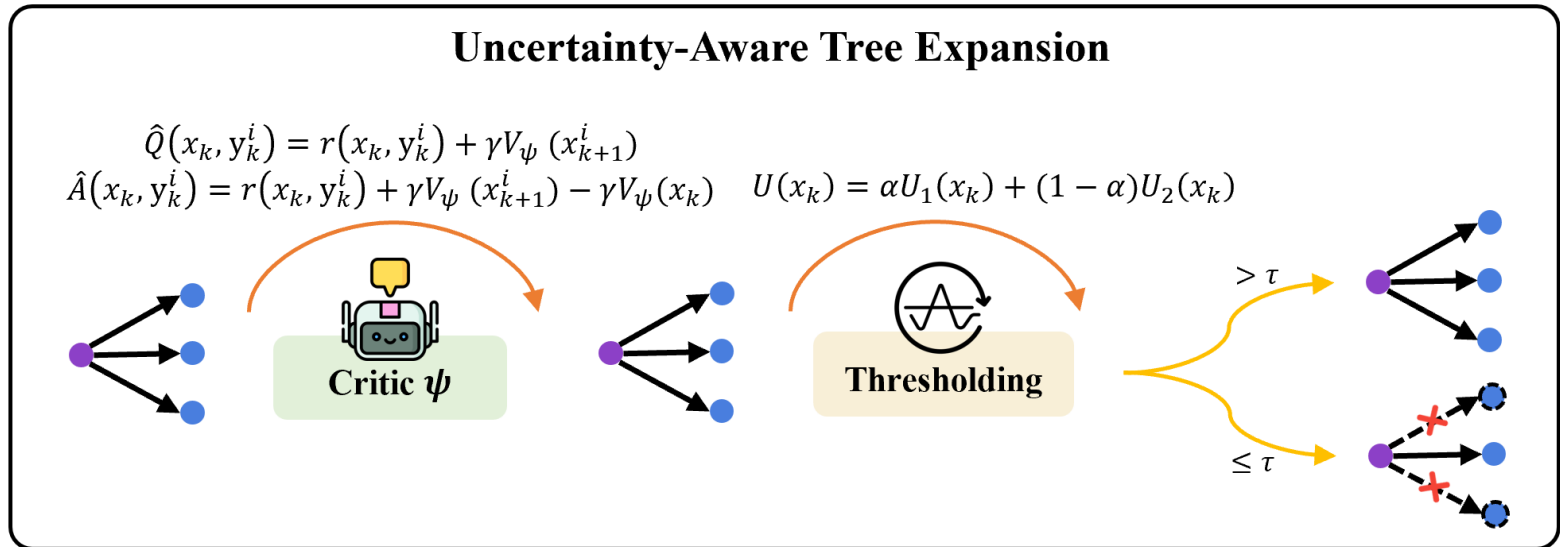 Uncertainty-Aware Tree Expansion
Q̂(x_k, y_k^i) = r(x_k, y_k^i) + γV_ψ (x_{k+1}^i)
Â(x_k, y_k^i) = r(x_k, y_k^i) + γV_ψ (x_{k+1}^i) − γV_ψ(x_k)
U(x_k) = αU_1(x_k) + (1 − α)U_2(x_k)
Critic ψ
Thresholding
> τ
≤ τ